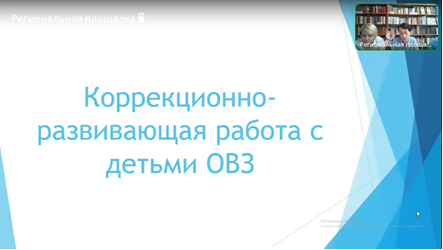 Региональная площадка
Региональная площа...
Коррекционно-
развивающая работа с
детьми ОВЗ